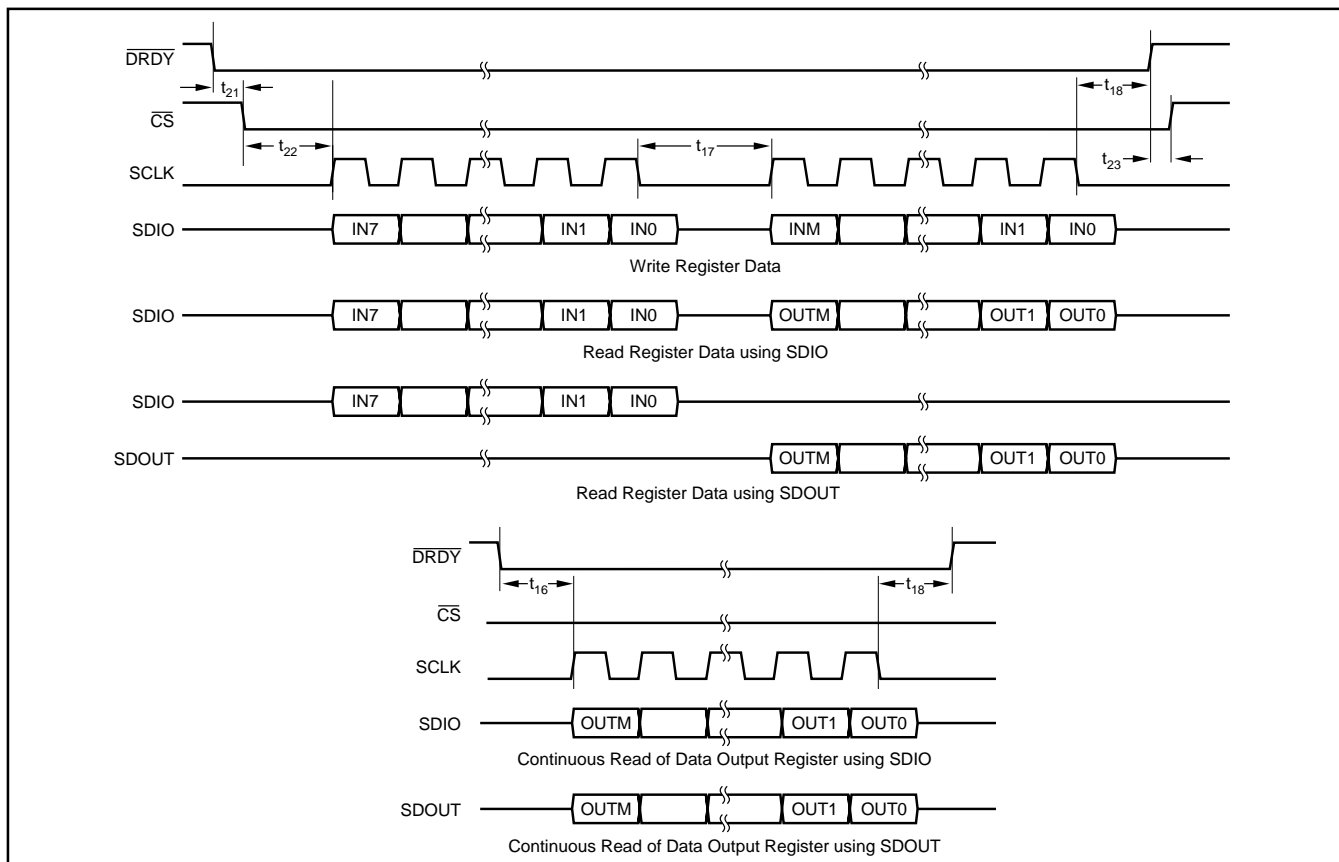 DRDY
t21
t18
CS
t22
t17
t23
SCLK
SDIO IN7 IN1 IN0 INM IN1 IN0
Write Register Data
SDIO IN7 IN1 IN0 OUTM OUT1 OUT0
Read Register Data using SDIO
SDIO IN7 IN1 IN0
SDOUT OUTM OUT1 OUT0
Read Register Data using SDOUT
DRDY
t16 t18
CS
SCLK
SDIO OUTM OUT1 OUT0
Continuous Read of Data Output Register using SDIO
SDOUT OUTM OUT1 OUT0
Continuous Read of Data Output Register using SDOUT